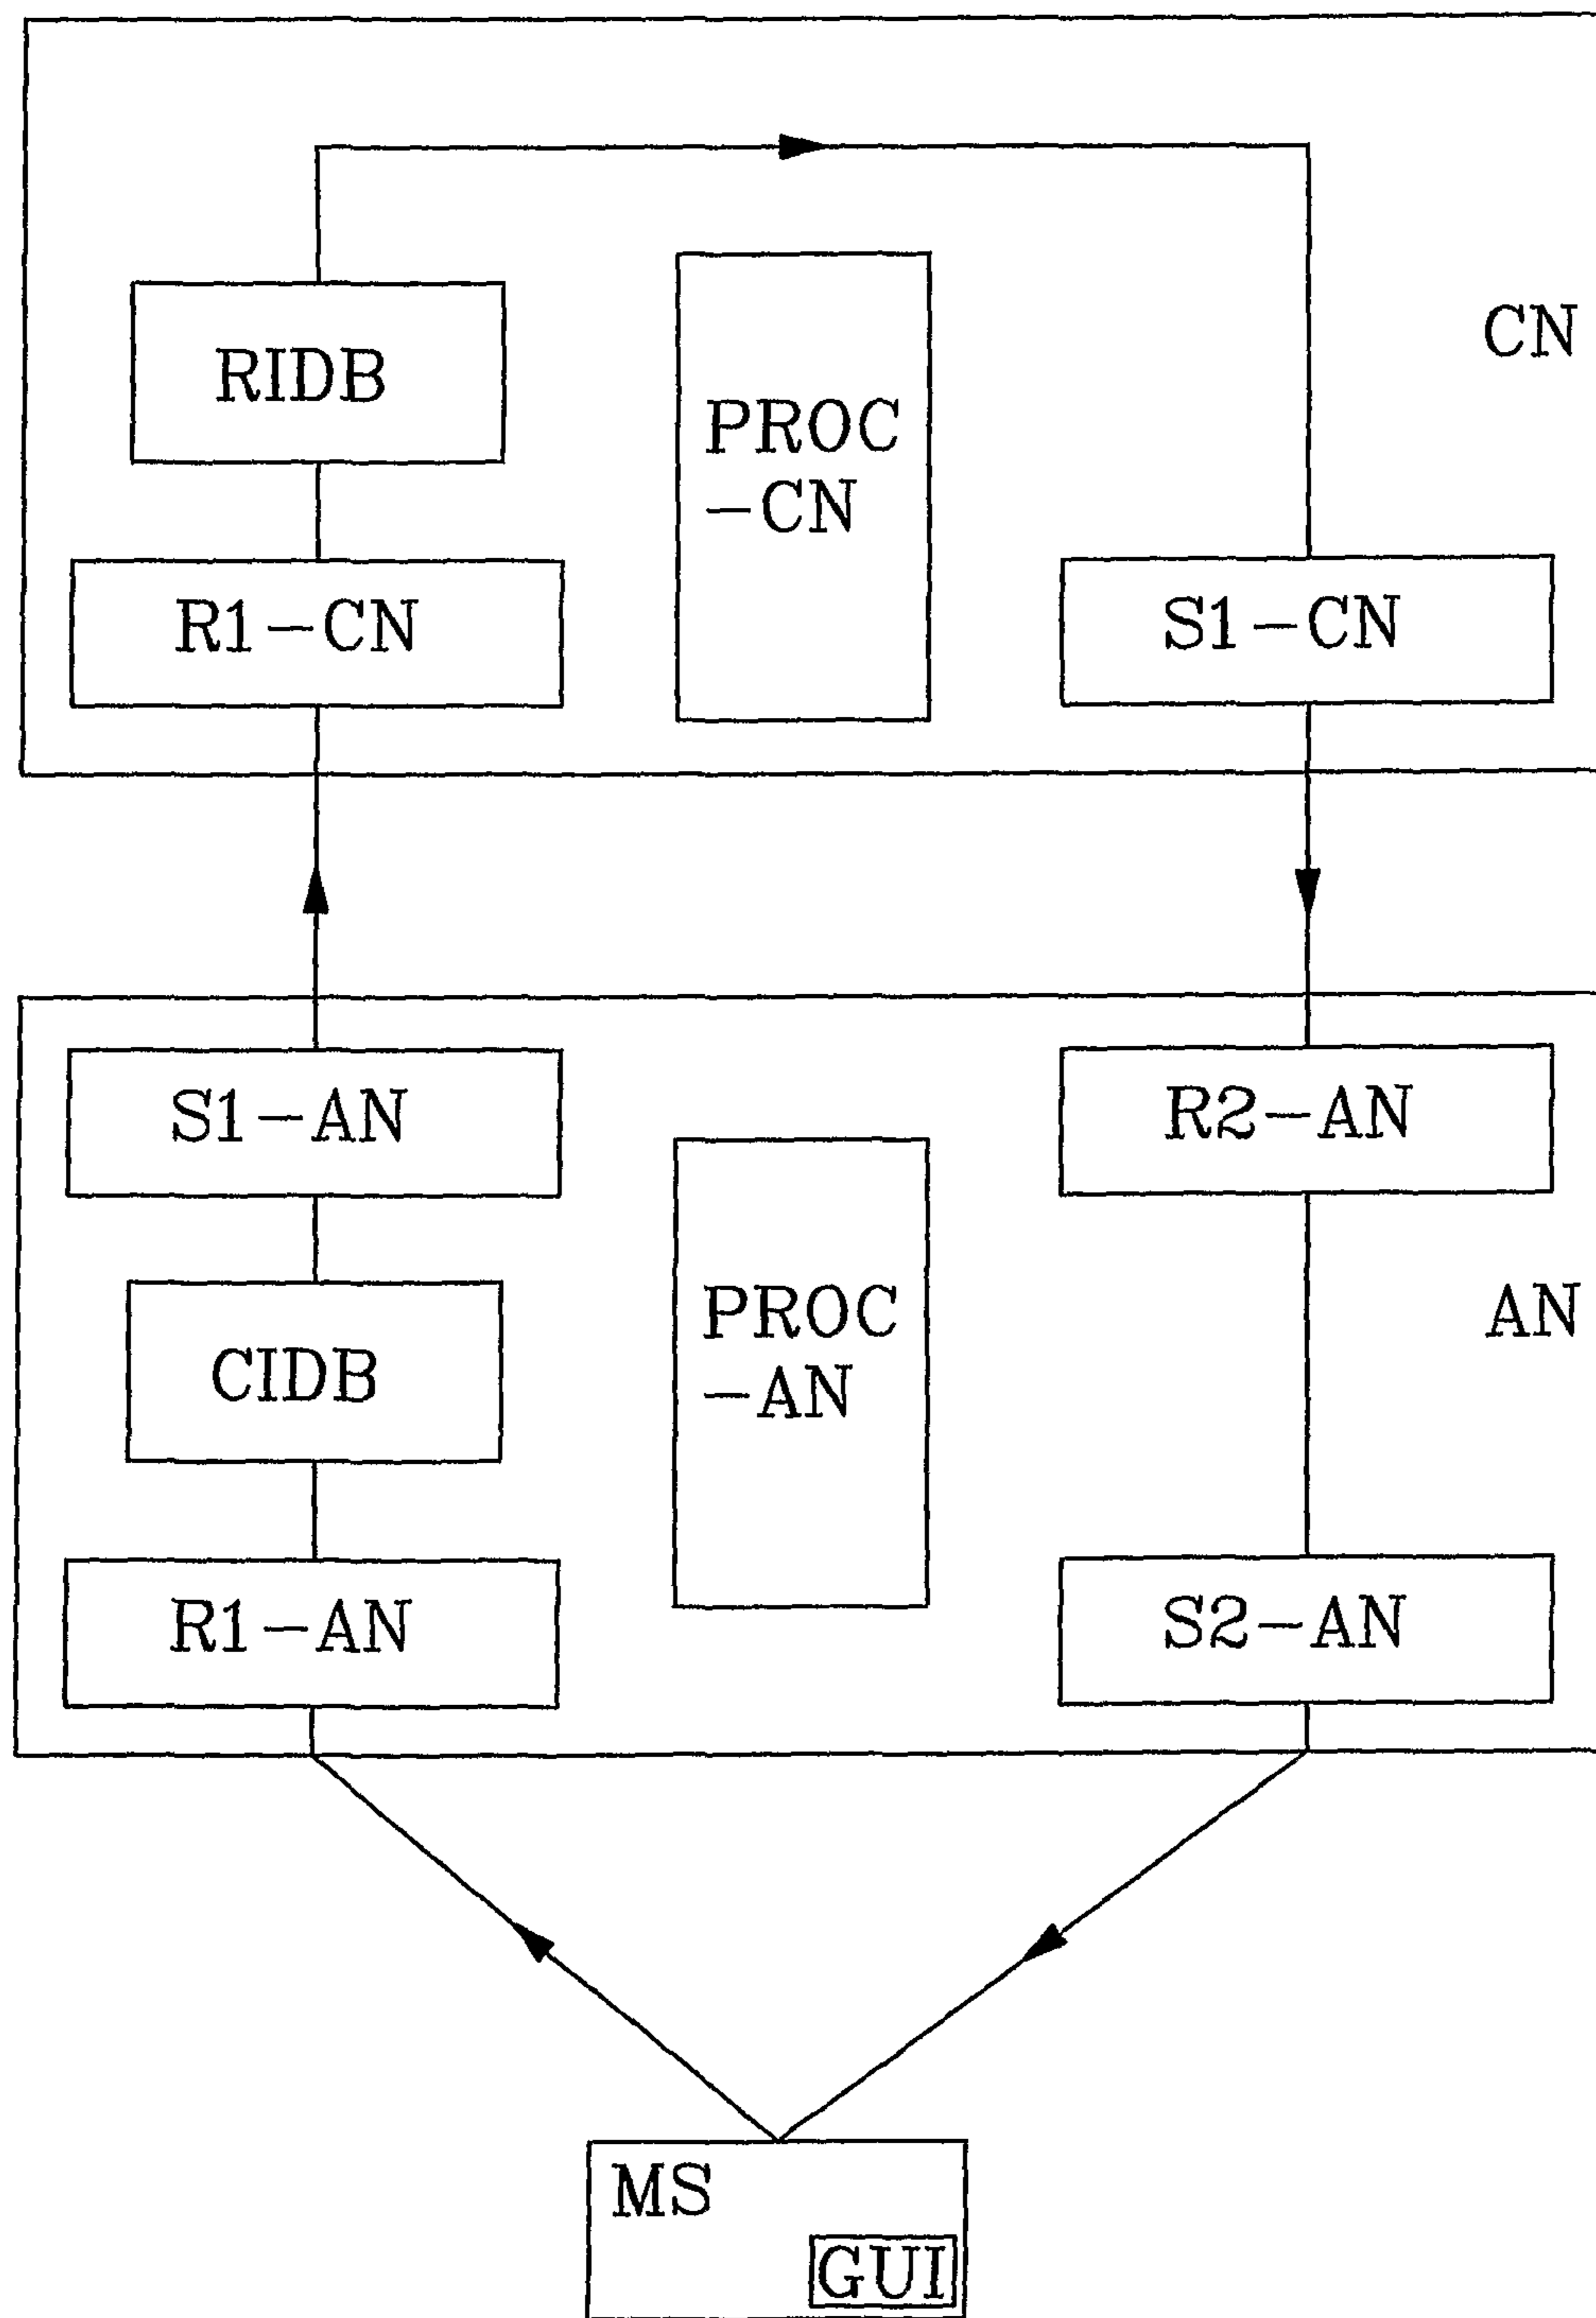 CN
RIDB
PROC
-CN
R1-CN
S1-CN
S1-AN
R2-AN
PROC
-AN
AN
CIDB
R1-AN
S2-AN
MS
GUI